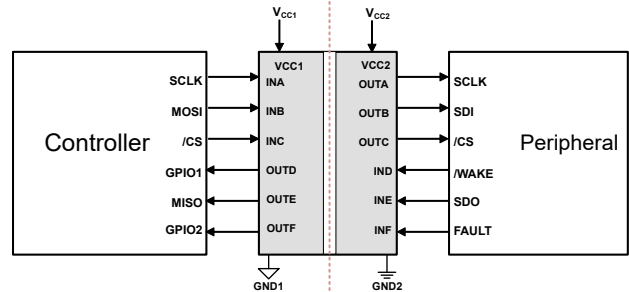 VCC1
VCC2
VCC1
VCC2
SCLK
INA
OUTA
SCLK
MOSI
INB
OUTB
SDI
Controller
/CS
INC
OUTC
/CS
Peripheral
GPIO1
OUTD
IND
/WAKE
MISO
OUTE
INE
SDO
GPIO2
OUTF
INF
FAULT
GND1
GND2